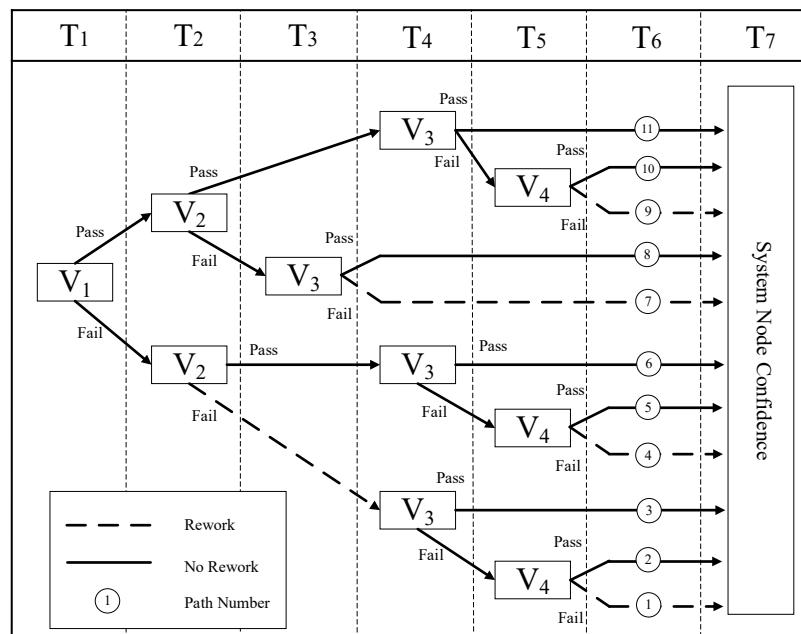 T1 T2 T3 T4 T5 T6 T7
Pass
V3
11
Fail
Pass
10
Pass
V4
V2
Fail
9
Pass
Pass
8
Fail
V3
V1
7
Fail
Fail
Pass
Pass
V2
V3
6
Pass
5
Fail
V4
Fail
Fail
4
Pass
V3
3
Fail
Pass
2
V4
Fail
1
System Node Confidence
Rework
No Rework
1 Path Number